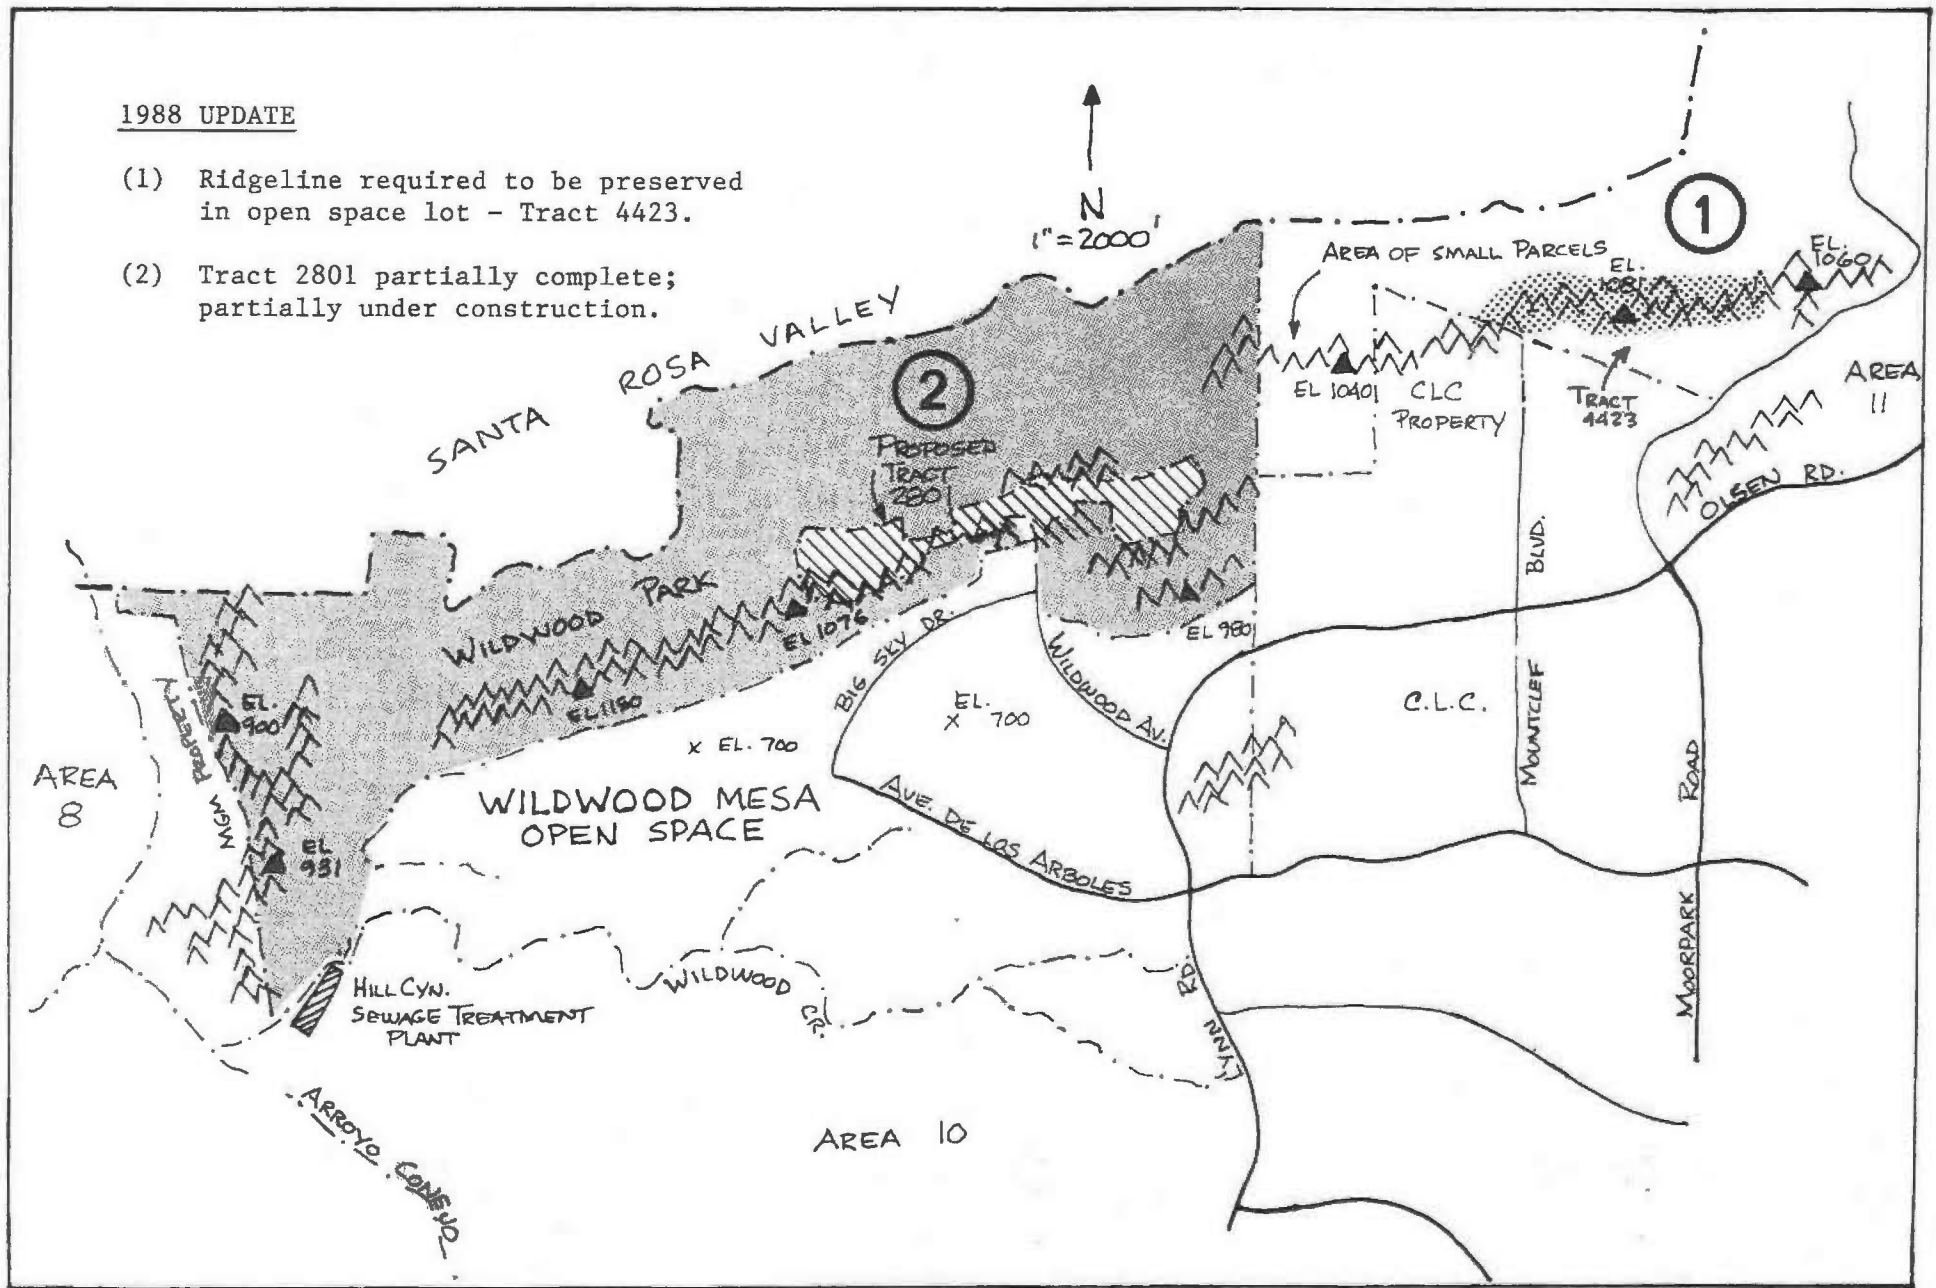 1988 UPDATE
(1) Ridgeline required to be preserved
in open space lot - Tract 4423.
(2) Tract 2801 partially complete;
partially under construction.
N
1"=2000'
SANTA ROSA VALLEY
1
2
AREA OF SMALL PARCELS
EL.
1081
EL.
1060
EL 1040
CLC
PROPERTY
TRACT
4423
AREA
11
OLSEN RD.
PROPOSED
TRACT
280
WILDWOOD PARK
EL 1076
EL 1180
EL 980
BIG SKY DR.
WILDWOOD AV.
EL.
x 700
x EL. 700
BLVD.
MOUNTCLEF
C.L.C.
ROAD
MOORPARK
EL.
900
PROPERTY
MGM
AREA
8
EL
931
WILDWOOD MESA
OPEN SPACE
AVE. DE LOS ARBOLES
HILL CYN.
SEWAGE TREATMENT
PLANT
WILDWOOD CR.
RD.
LYNN
ARROYO CONEJO
AREA 10